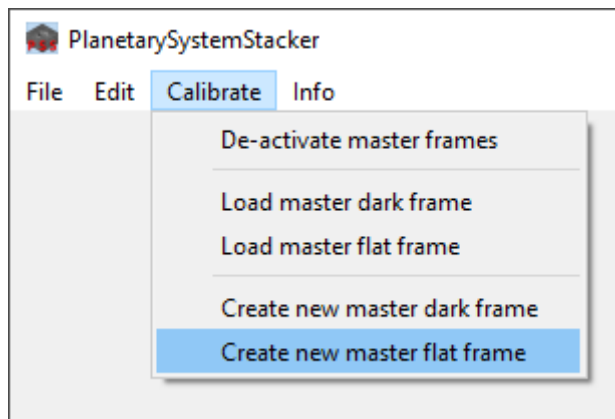 PlanetarySystemStacker
File Edit Calibrate Info
De-activate master frames
Load master dark frame
Load master flat frame
Create new master dark frame
Create new master flat frame